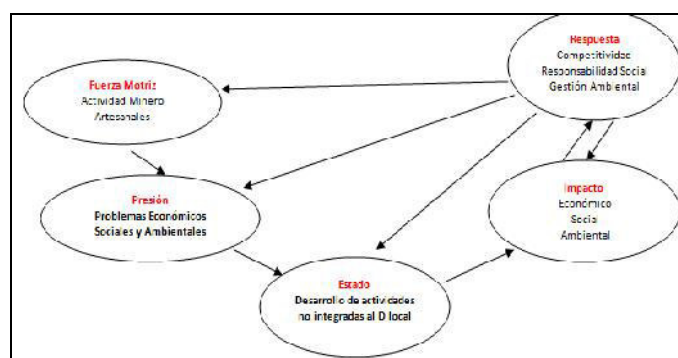 Respuesta
Competitividad
Responsabilidad Social
Gestión Ambiental
Fuerza Motriz
Actividad Minero
Artesanales
Presión
Problemas Económicos
Sociales y Ambientales
Impacto
Económico
Social
Ambiental
Estado
Desarrollo de actividades
no integradas al D local